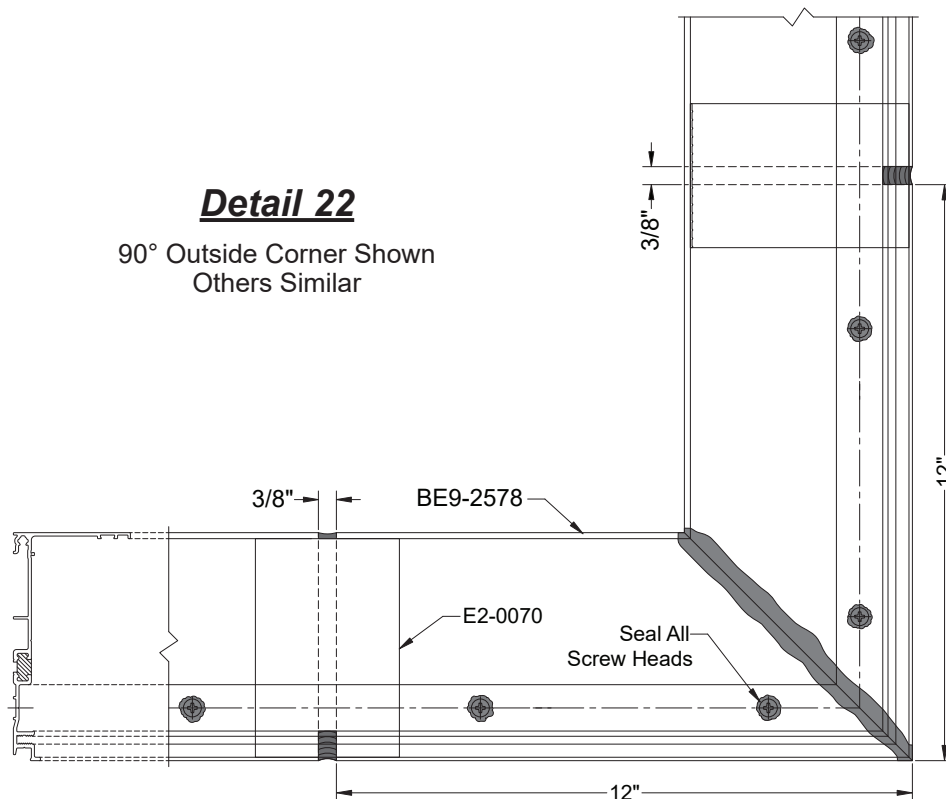 Detail 22
90° Outside Corner Shown
Others Similar
3/8"
12"
3/8"
BE9-2578
E2-0070
Seal All
Screw Heads
12"